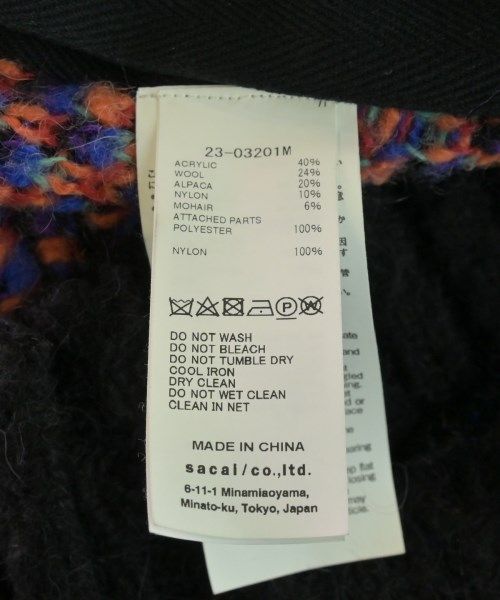 23-03201M
ACRYLIC 40%
WOOL 24%
ALPACA 20%
NYLON 10%
MOHAIR 6%
ATTACHED PARTS
POLYESTER 100%
NYLON 100%
P W
DO NOT WASH
DO NOT BLEACH
DO NOT TUMBLE DRY
COOL IRON
DRY CLEAN
DO NOT WET CLEAN
CLEAN IN NET
MADE IN CHINA
sacai/co.,ltd.
6-11-1 Minamiaoyama,
Minato-ku, Tokyo, Japan